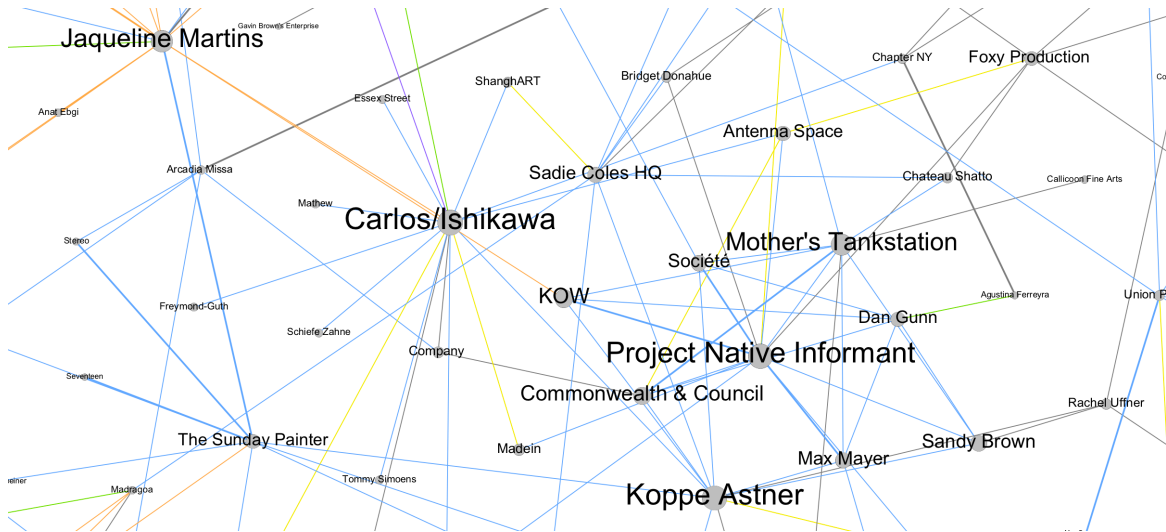 Gavin Brown's Enterprise
Jaqueline Martins
Chapter NY
Foxy Production
Bridget Donahue
ShanghART
Essex Street
Anat Ebgi
Antenna Space
Arcadia Missa
Sadie Coles HQ
Chateau Shatto
Callicoon Fine Arts
Mathew
Carlos/Ishikawa
Stereo
Mother's Tankstation
Société
KOW
Agustina Ferreyra
Union P
Freymond-Guth
Dan Gunn
Schiefe Zahne
Company
Project Native Informant
Seventeen
Commonwealth & Council
Rachel Uffner
The Sunday Painter
Sandy Brown
Madein
Max Mayer
Tommy Simoens
Madragoa
Koppe Astner